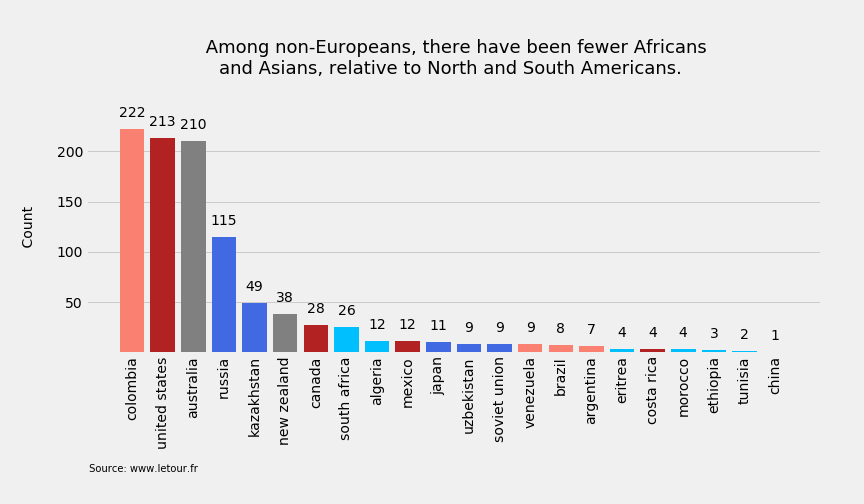 Among non-Europeans, there have been fewer Africans
and Asians, relative to North and South Americans.
222
213
210
115
49
38
28
26
12
12
11
9
9
9
8
7
4
4
4
3
2
1
200
150
100
50
Count
colombia
united states
australia
russia
kazakhstan
new zealand
canada
south africa
algeria
mexico
japan
uzbekistan
soviet union
venezuela
brazil
argentina
eritrea
costa rica
morocco
ethiopia
tunisia
china
Source: www.letour.fr